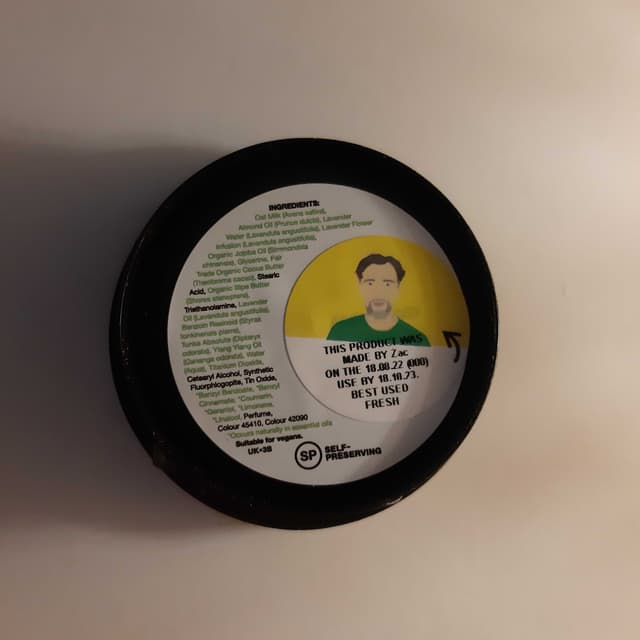 INGREDIENTS:
Oat Milk (Avena sativa),
Almond Oil (Prunus dulcis), Lavender
Water (Lavandula angustifolia), Lavender Flower
Infusion (Lavandula angustifolia),
Organic Jojoba Oil (Simmondsia
chinensis), Glycerine, Fair
Trade Organic Cocoa Butter
(Theobroma cacao), Stearic
Acid, Organic Illipe Butter
(Shorea stenoptera),
Triethanolamine, Lavender
Oil (Lavandula angustifolia),
Benzoin Resinoid (Styrax
tonkinensis pierre),
Tonka Absolute (Dipteryx
odorata), Ylang Ylang Oil
(Cananga odorata), Water
(Aqua), Titanium Dioxide,
Cetearyl Alcohol, Synthetic
Fluorphlogopite, Tin Oxide,
*Benzyl Benzoate, *Benzyl
Cinnamate, *Coumarin,
*Geraniol, *Limonene,
*Linalool, Perfume,
Colour 45410, Colour 42090
*Occurs naturally in essential oils
Suitable for vegans.
UK•3B
SP SELF-
PRESERVING
THIS PRODUCT WAS
MADE BY Zac
ON THE 18.08.22 (000)
USE BY 18.10.23.
BEST USED
FRESH